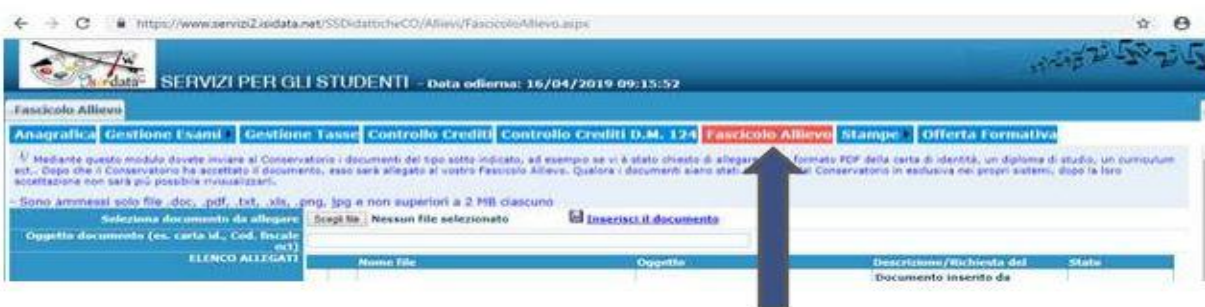 https://www.servizi2.isidata.net/SSDidatticheCO/Allievi/FascicoloAllievo.aspx
Isidata SERVIZI PER GLI STUDENTI - Data odierna: 16/04/2019 09:15:52
Fascicolo Allievo
Anagrafica Gestione Esami Gestione Tasse Controllo Crediti Controllo Crediti D.M. 124 Fascicolo Allievo Stampe Offerta Formativa
Mediante questo modulo dovete inviare al Conservatorio i documenti del tipo sotto indicato, ad esempio se vi è stato chiesto di allegare formato PDF della carta di identità, un diploma di studio, un curriculum
ect.. Dopo che il Conservatorio ha accettato il documento, esso sarà allegato al vostro Fascicolo Allievo. Qualora i documenti siano stati al Conservatorio in esclusiva nei propri sistemi, dopo la loro
accettazione non sarà più possibile rivisualizzarli.
- Sono ammessi solo file .doc, .pdf, .txt, .xls, .png, .jpg e non superiori a 2 MB ciascuno
Seleziona documento da allegare Scegli file Nessun file selezionato Inserisci il documento
Oggetto documento (es. carta id., Cod. fiscale
ect)
ELENCO ALLEGATI
Nome File Oggetto Descrizione/Richiesta del Stato
Documento inserito da